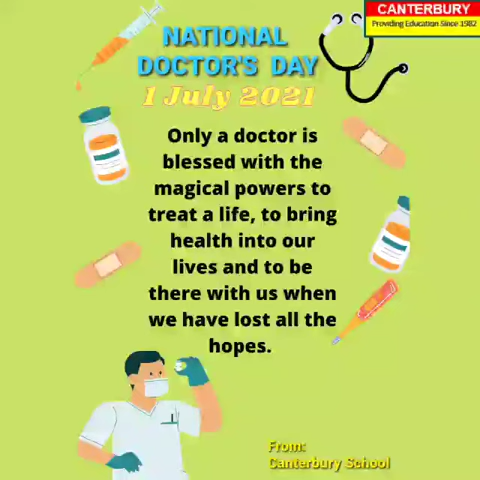 CANTERBURY
Providing Education Since 1982
NATIONAL
DOCTOR'S DAY
1 July 2021
Only a doctor is
blessed with the
magical powers to
treat a life, to bring
health into our
lives and to be
there with us when
we have lost all the
hopes.
From:
Canterbury School